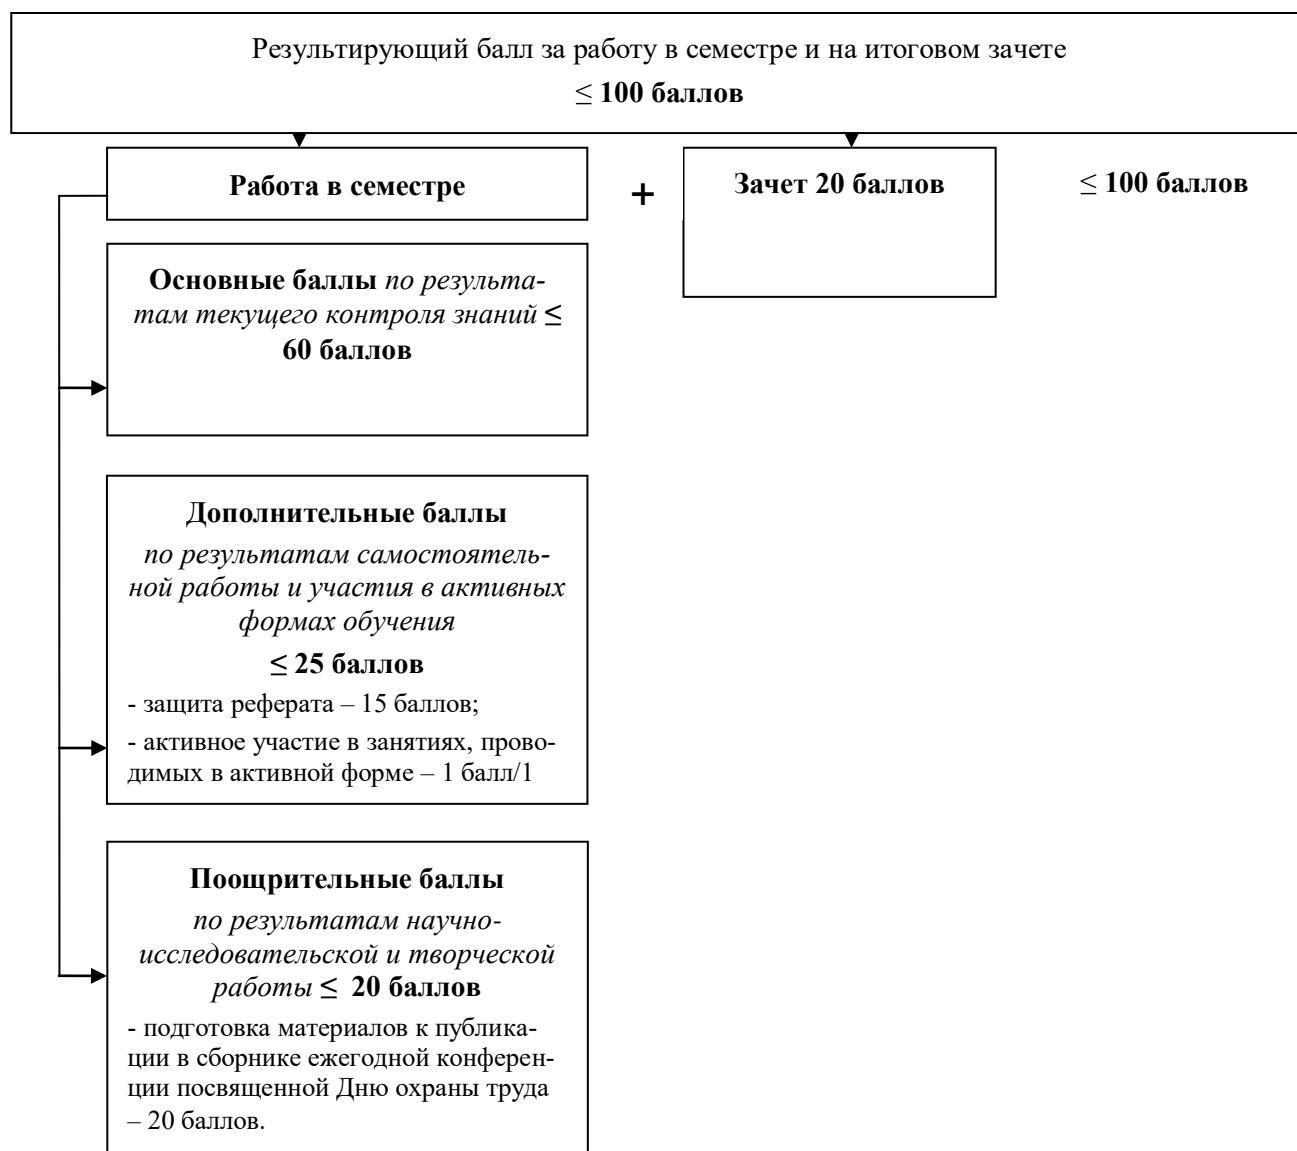 Результирующий балл за работу в семестре и на итоговом зачете
≤ 100 баллов
Работа в семестре
+
Зачет 20 баллов
≤ 100 баллов
Основные баллы по результа-
там текущего контроля знаний ≤
60 баллов
Дополнительные баллы
по результатам самостоятель-
ной работы и участия в активных
формах обучения
≤ 25 баллов
- защита реферата – 15 баллов;
- активное участие в занятиях, прово-
димых в активной форме – 1 балл/1
Поощрительные баллы
по результатам научно-
исследовательской и творческой
работы ≤ 20 баллов
- подготовка материалов к публика-
ции в сборнике ежегодной конферен-
ции посвященной Дню охраны труда
– 20 баллов.